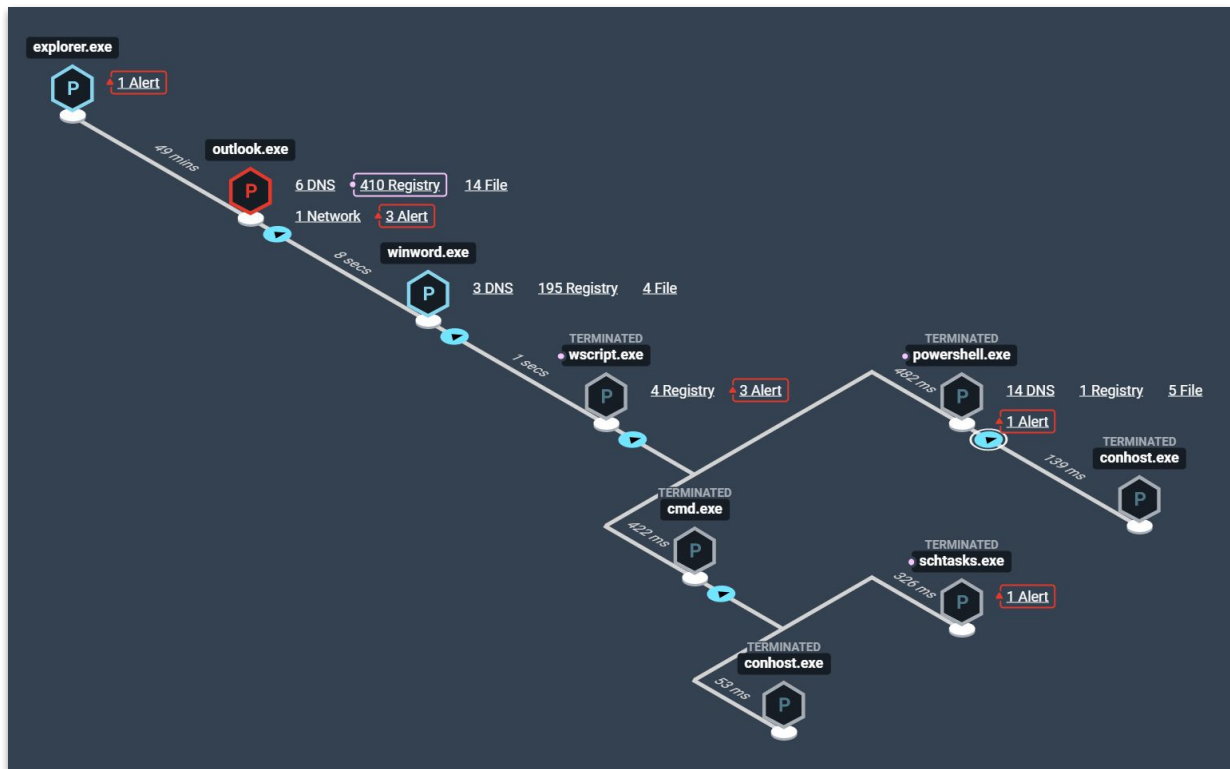 explorer.exe
P
1 Alert
49 mins
outlook.exe
P
6 DNS 410 Registry 14 File
1 Network 3 Alert
8 secs
winword.exe
P
3 DNS 195 Registry 4 File
1 secs
TERMINATED
wscript.exe
P
4 Registry 3 Alert
TERMINATED
powershell.exe
482 ms
P
14 DNS 1 Registry 5 File
1 Alert
139 ms
TERMINATED
conhost.exe
P
TERMINATED
cmd.exe
422 ms
P
TERMINATED
schtasks.exe
326 ms
P
1 Alert
TERMINATED
conhost.exe
53 ms
P